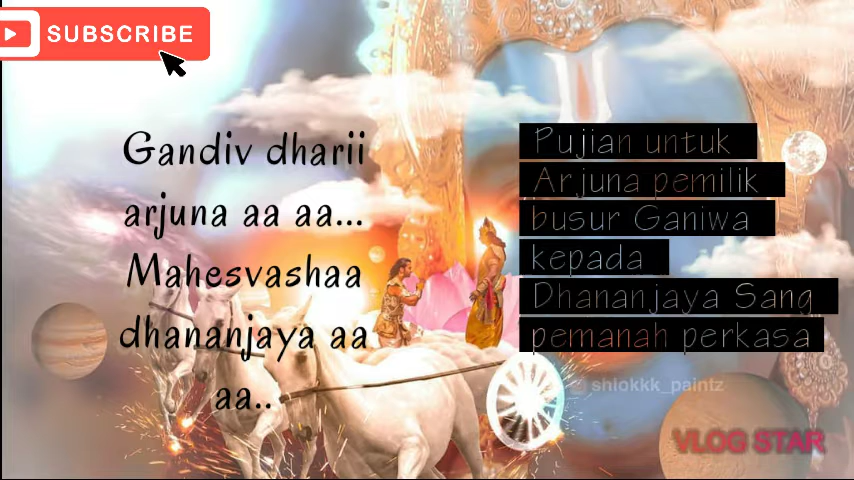 SUBSCRIBE
Gandiv dharii
arjuna aa aa...
Mahesvashaa
dhananjaya aa
aa..
Pujian untuk
Arjuna pemilik
busur Ganiwa
kepada
Dhananjaya Sang
pemanah perkasa
shlokkk_paintz
VLOG STAR